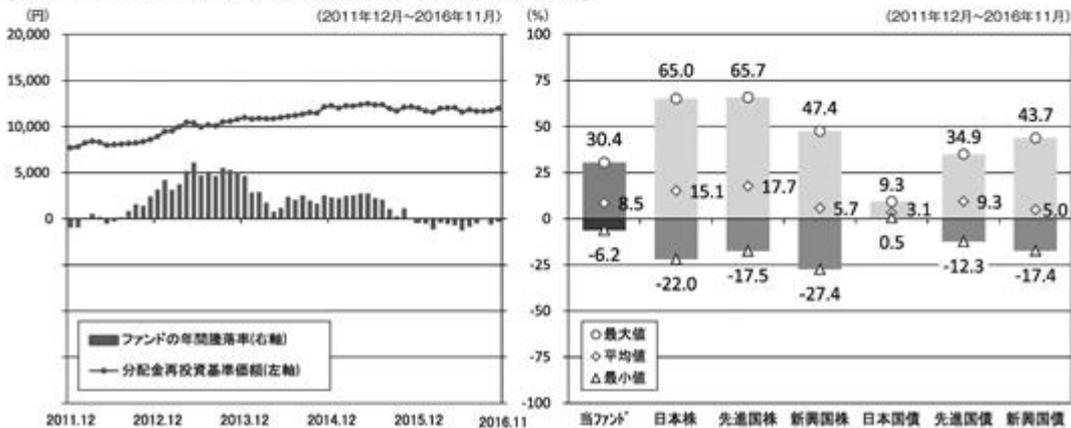 (円)
(2011年12月~2016年11月)
20,000
15,000
10,000
5,000
0
ファンドの年間騰落率(右軸)
分配金再投資基準価額(左軸)
2011.12 2012.12 2013.12 2014.12 2015.12 2016.11
(%)
(2011年12月~2016年11月)
100
75
50
25
0
-25
-50
-75
-100
30.4 65.0 65.7 47.4 9.3 34.9 43.7
8.5 15.1 17.7 5.7 3.1 9.3 5.0
-6.2 -22.0 -17.5 -27.4 0.5 -12.3 -17.4
最大値
平均値
最小値
当ファンド 日本株 先進国株 新興国株 日本国債 先進国債 新興国債